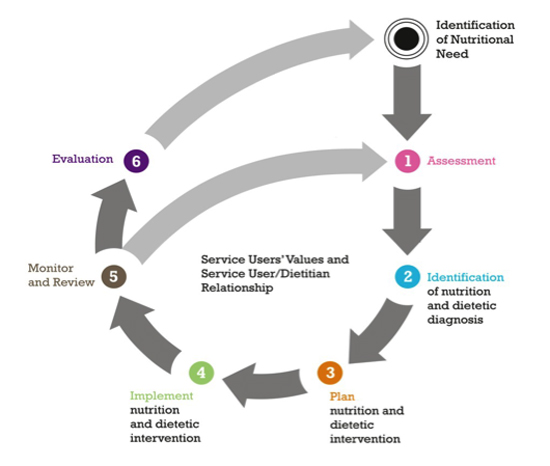 Identification
of Nutritional
Need
1 Assessment
2 Identification
of nutrition
and dietetic
diagnosis
3
Plan
nutrition and
dietetic
intervention
4
Implement
nutrition
and dietetic
intervention
Monitor
and Review 5
Evaluation 6
Service Users' Values and
Service User/Dietitian
Relationship